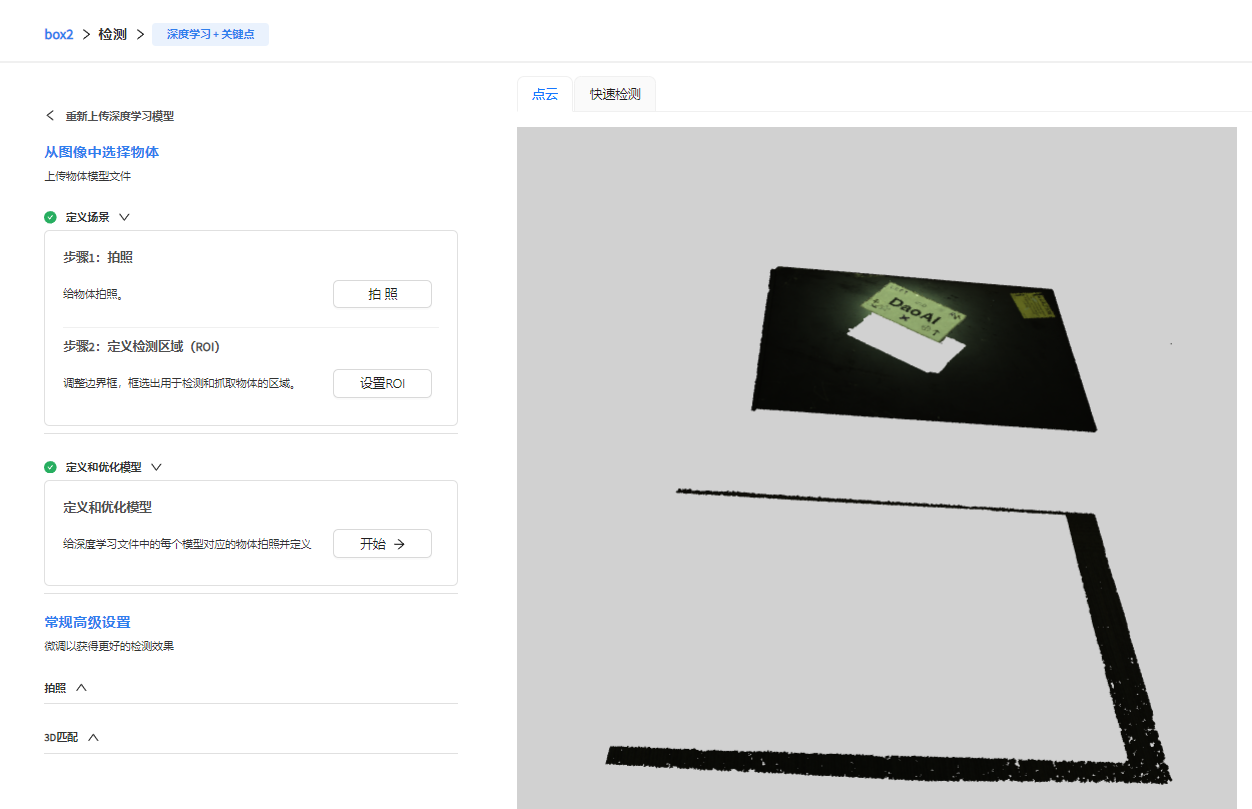 box2 > 检测 > 深度学习+关键点
点云
快速检测
重新上传深度学习模型
从图像中选择物体
上传物体模型文件
定义场景
步骤1：拍照
给物体拍照。
拍 照
步骤2：定义检测区域（ROI）
调整边界框，框选出用于检测和抓取物体的区域。
设置ROI
定义和优化模型
定义和优化模型
给深度学习文件中的每个模型对应的物体拍照并定义
开始 →
常规高级设置
微调以获得更好的检测效果
拍照
3D匹配
DaoAI